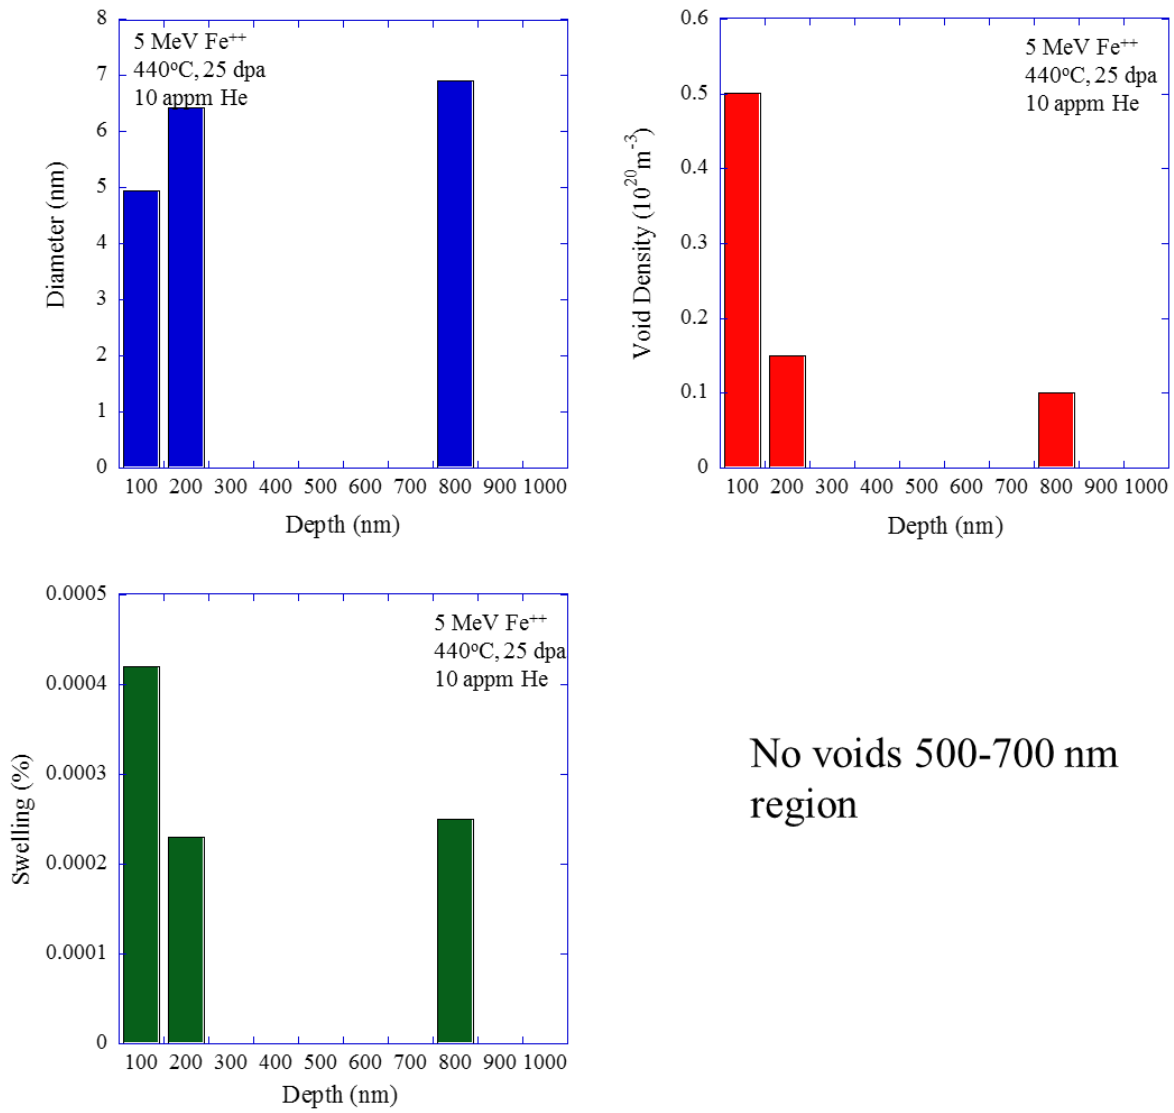 8
7
6
5
4
3
2
1
0
Diameter (nm)
5 MeV Fe⁺⁺
440°C, 25 dpa
10 appm He
100 200 300 400 500 600 700 800 900 1000
Depth (nm)
0.6
0.5
0.4
0.3
0.2
0.1
0
Void Density (10²⁰m⁻³)
5 MeV Fe⁺⁺
440°C, 25 dpa
10 appm He
100 200 300 400 500 600 700 800 900 1000
Depth (nm)
0.0005
0.0004
0.0003
0.0002
0.0001
0
Swelling (%)
5 MeV Fe⁺⁺
440°C, 25 dpa
10 appm He
100 200 300 400 500 600 700 800 900 1000
Depth (nm)
No voids 500-700 nm
region